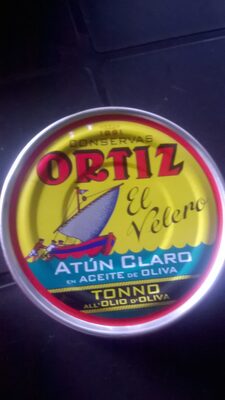 1891
CONSERVAS
ORTIZ
El
Velero
ATÚN CLARO
EN ACEITE DE OLIVA
TONNO
ALL'OLIO D'OLIVA